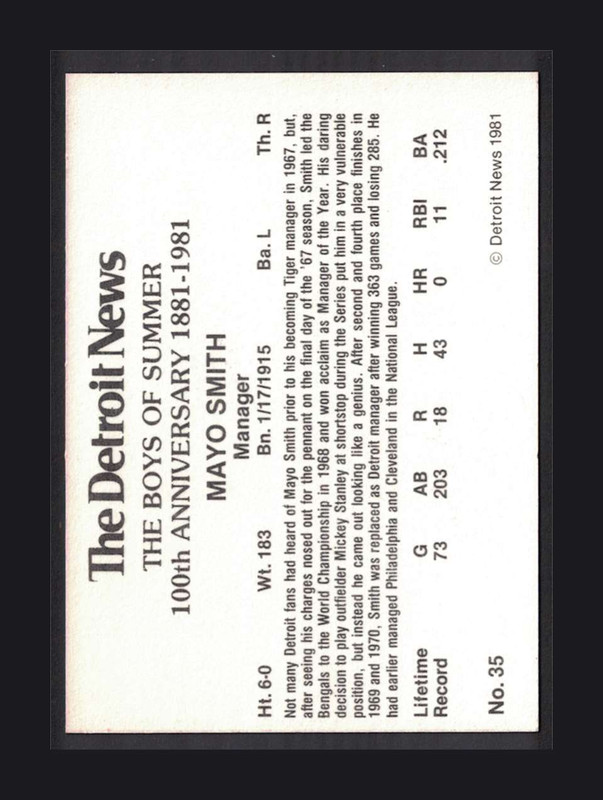 The Detroit News
THE BOYS OF SUMMER
100th ANNIVERSARY 1881-1981
MAYO SMITH
Manager
Ht. 6-0 Wt. 183 Bn. 1/17/1915 Ba. L Th. R
Not many Detroit fans had heard of Mayo Smith prior to his becoming Tiger manager in 1967, but,
after seeing his charges nosed out for the pennant on the final day of the '67 season, Smith led the
Bengals to the World Championship in 1968 and won acclaim as Manager of the Year. His daring
decision to play outfielder Mickey Stanley at shortstop during the Series put him in a very vulnerable
position, but instead he came out looking like a genius. After second and fourth place finishes in
1969 and 1970, Smith was replaced as Detroit manager after winning 363 games and losing 285. He
had earlier managed Philadelphia and Cleveland in the National League.
Lifetime G AB R H HR RBI BA
Record 73 203 18 43 0 11 .212
No. 35 © Detroit News 1981